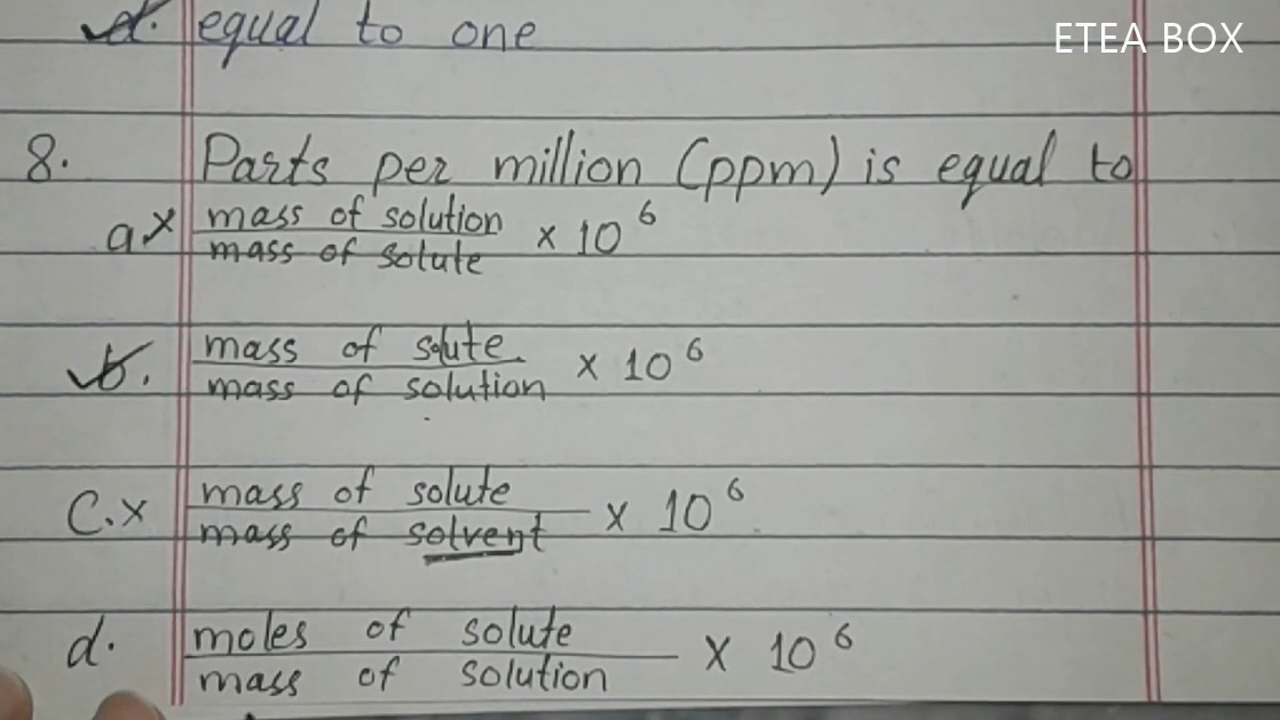 d. equal to one
ETEA BOX
8. Parts per million (ppm) is equal to
a x mass of solution
mass of solute x 10^6
b. mass of solute
mass of solution x 10^6
C. x mass of solute
mass of solvent x 10^6
d. moles of solute
mass of solution x 10^6